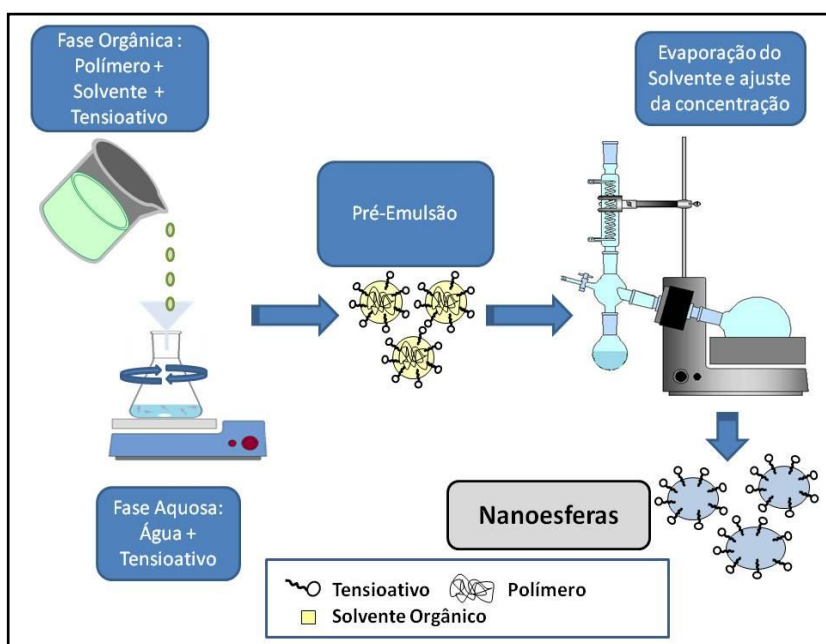 Fase Orgânica :
Polímero +
Solvente +
Tensioativo
Evaporação do
Solvente e ajuste
da concentração
Pré-Emulsão
Fase Aquosa:
Água +
Tensioativo
Nanoesferas
Tensioativo
Polímero
Solvente Orgânico